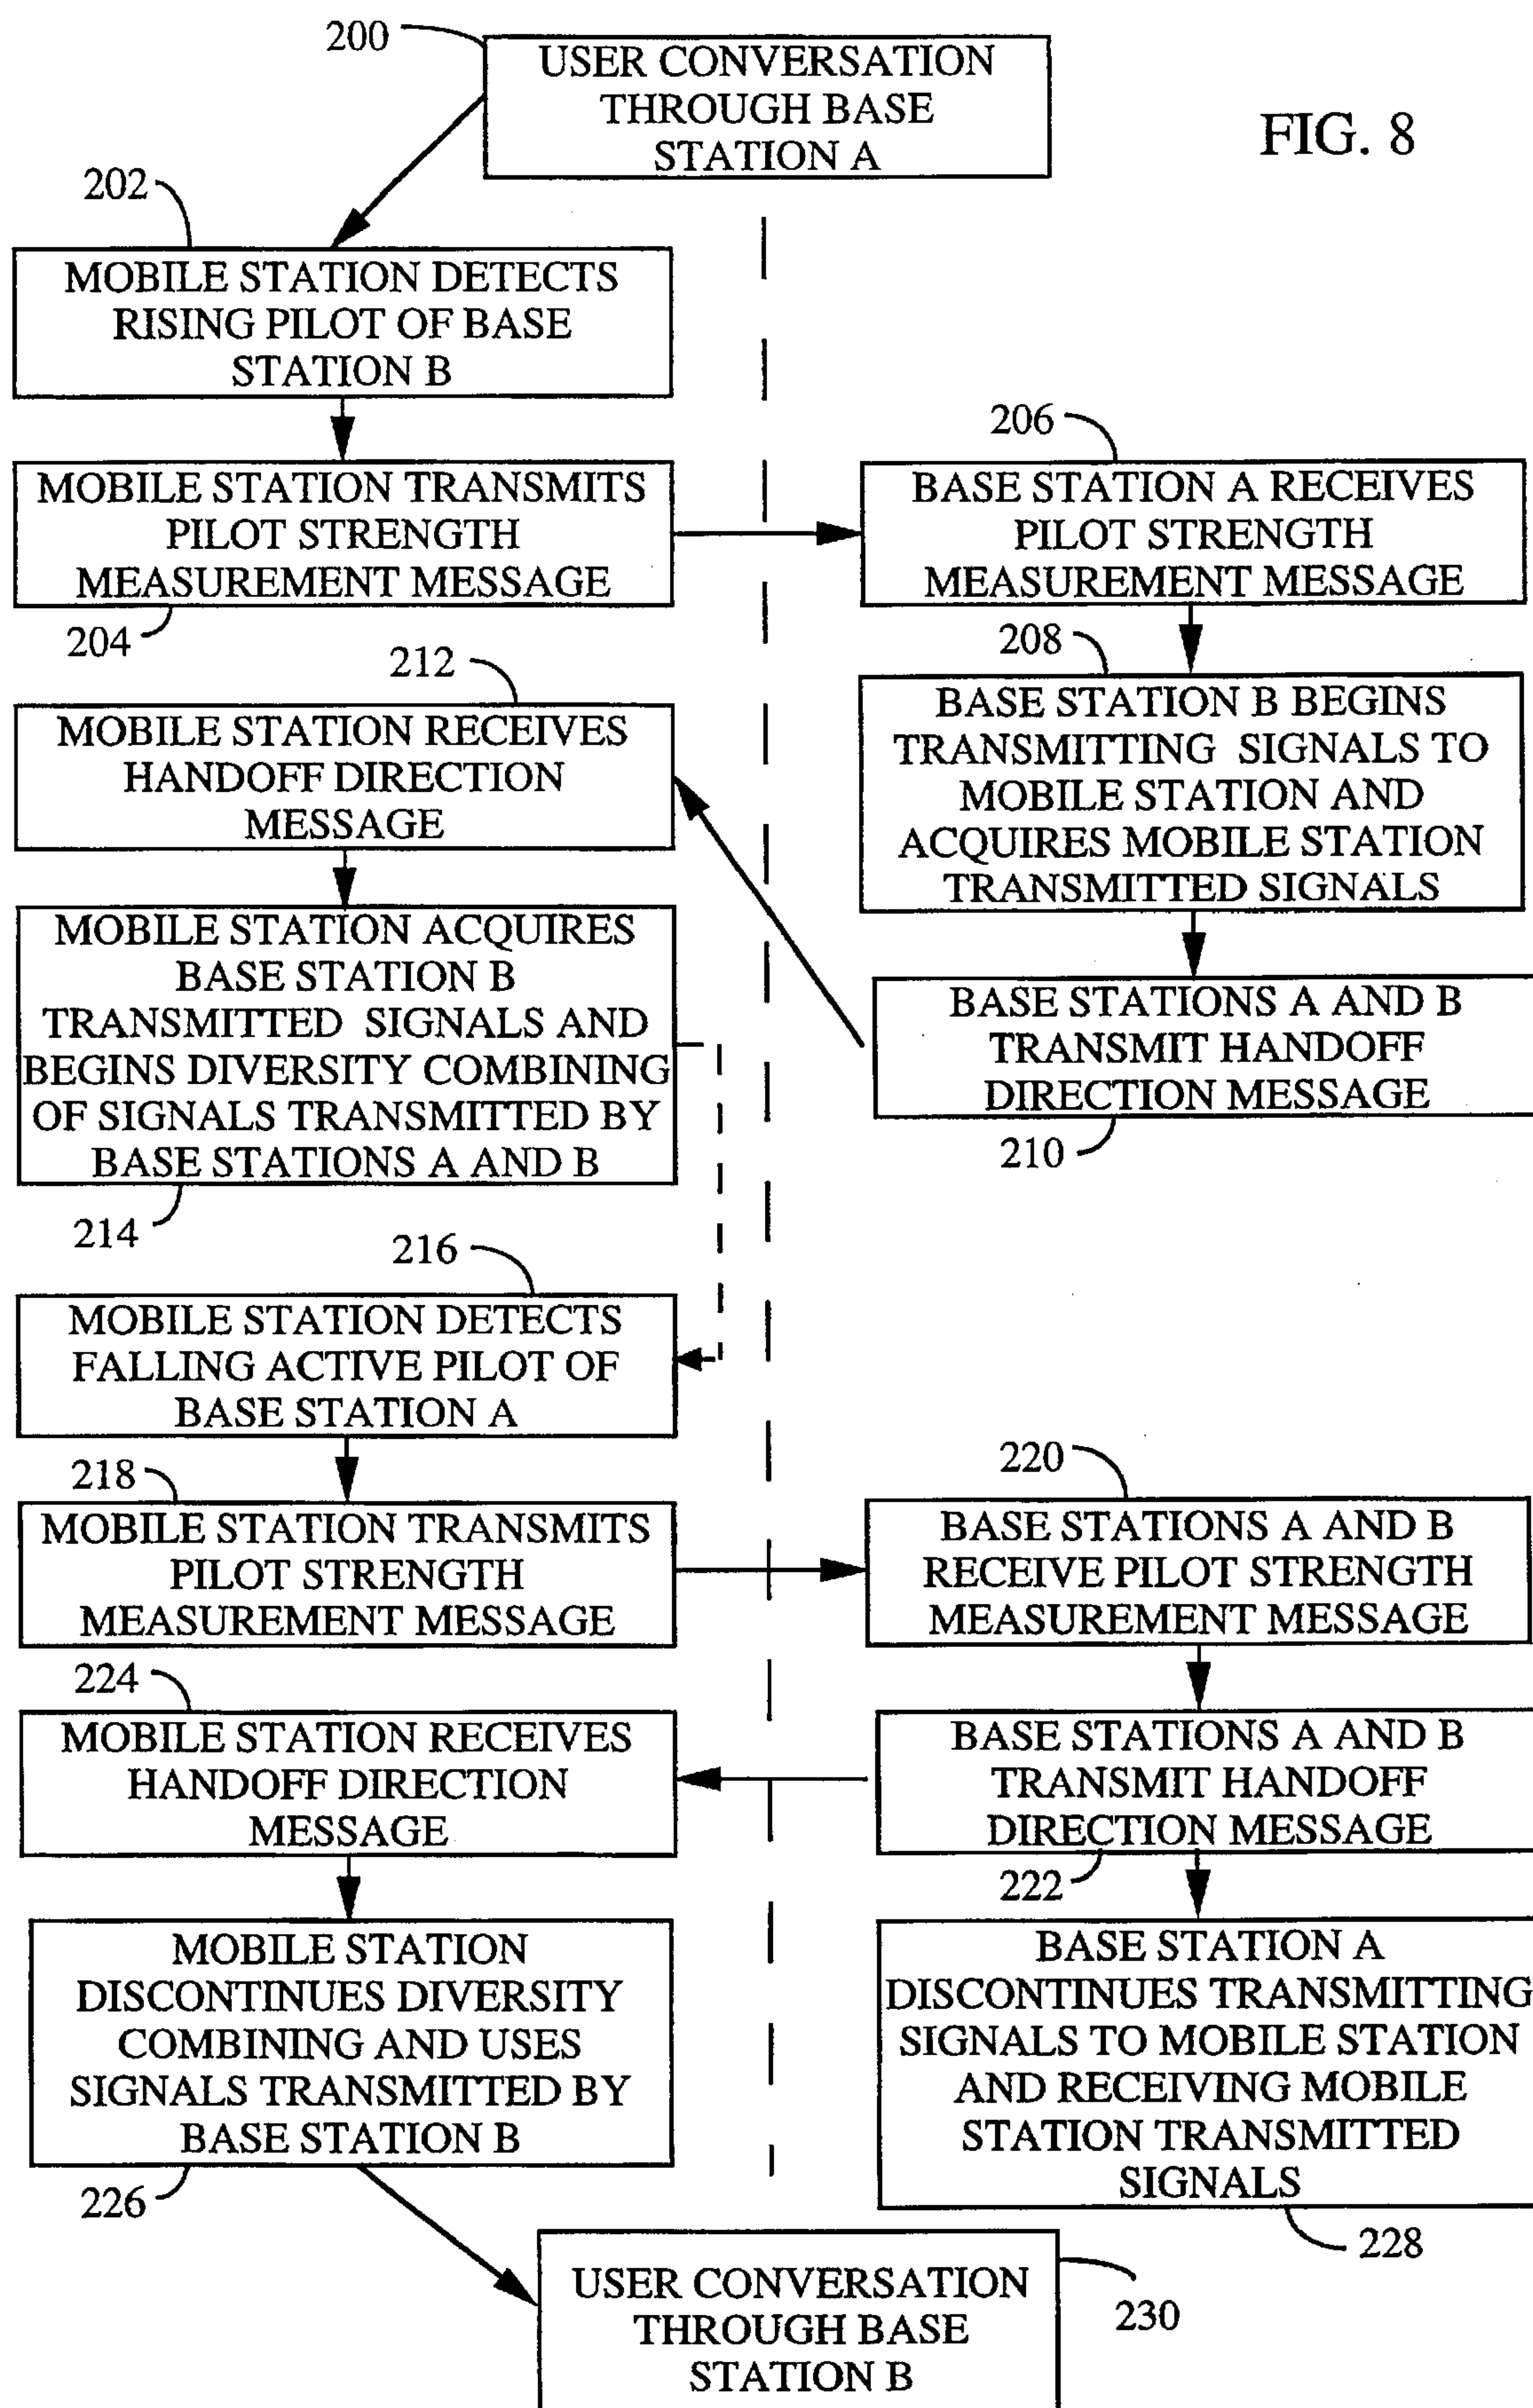 200
USER CONVERSATION
THROUGH BASE
STATION A
FIG. 8
202
MOBILE STATION DETECTS
RISING PILOT OF BASE
STATION B
MOBILE STATION TRANSMITS
PILOT STRENGTH
MEASUREMENT MESSAGE
204
206
BASE STATION A RECEIVES
PILOT STRENGTH
MEASUREMENT MESSAGE
208
BASE STATION B BEGINS
TRANSMITTING SIGNALS TO
MOBILE STATION AND
ACQUIRES MOBILE STATION
TRANSMITTED SIGNALS
BASE STATIONS A AND B
TRANSMIT HANDOFF
DIRECTION MESSAGE
210
212
MOBILE STATION RECEIVES
HANDOFF DIRECTION
MESSAGE
MOBILE STATION ACQUIRES
BASE STATION B
TRANSMITTED SIGNALS AND
BEGINS DIVERSITY COMBINING
OF SIGNALS TRANSMITTED BY
BASE STATIONS A AND B
214
216
MOBILE STATION DETECTS
FALLING ACTIVE PILOT OF
BASE STATION A
218
MOBILE STATION TRANSMITS
PILOT STRENGTH
MEASUREMENT MESSAGE
220
BASE STATIONS A AND B
RECEIVE PILOT STRENGTH
MEASUREMENT MESSAGE
BASE STATIONS A AND B
TRANSMIT HANDOFF
DIRECTION MESSAGE
222
224
MOBILE STATION RECEIVES
HANDOFF DIRECTION
MESSAGE
MOBILE STATION
DISCONTINUES DIVERSITY
COMBINING AND USES
SIGNALS TRANSMITTED BY
BASE STATION B
226
BASE STATION A
DISCONTINUES TRANSMITTING
SIGNALS TO MOBILE STATION
AND RECEIVING MOBILE
STATION TRANSMITTED
SIGNALS
228
USER CONVERSATION
THROUGH BASE
STATION B
230